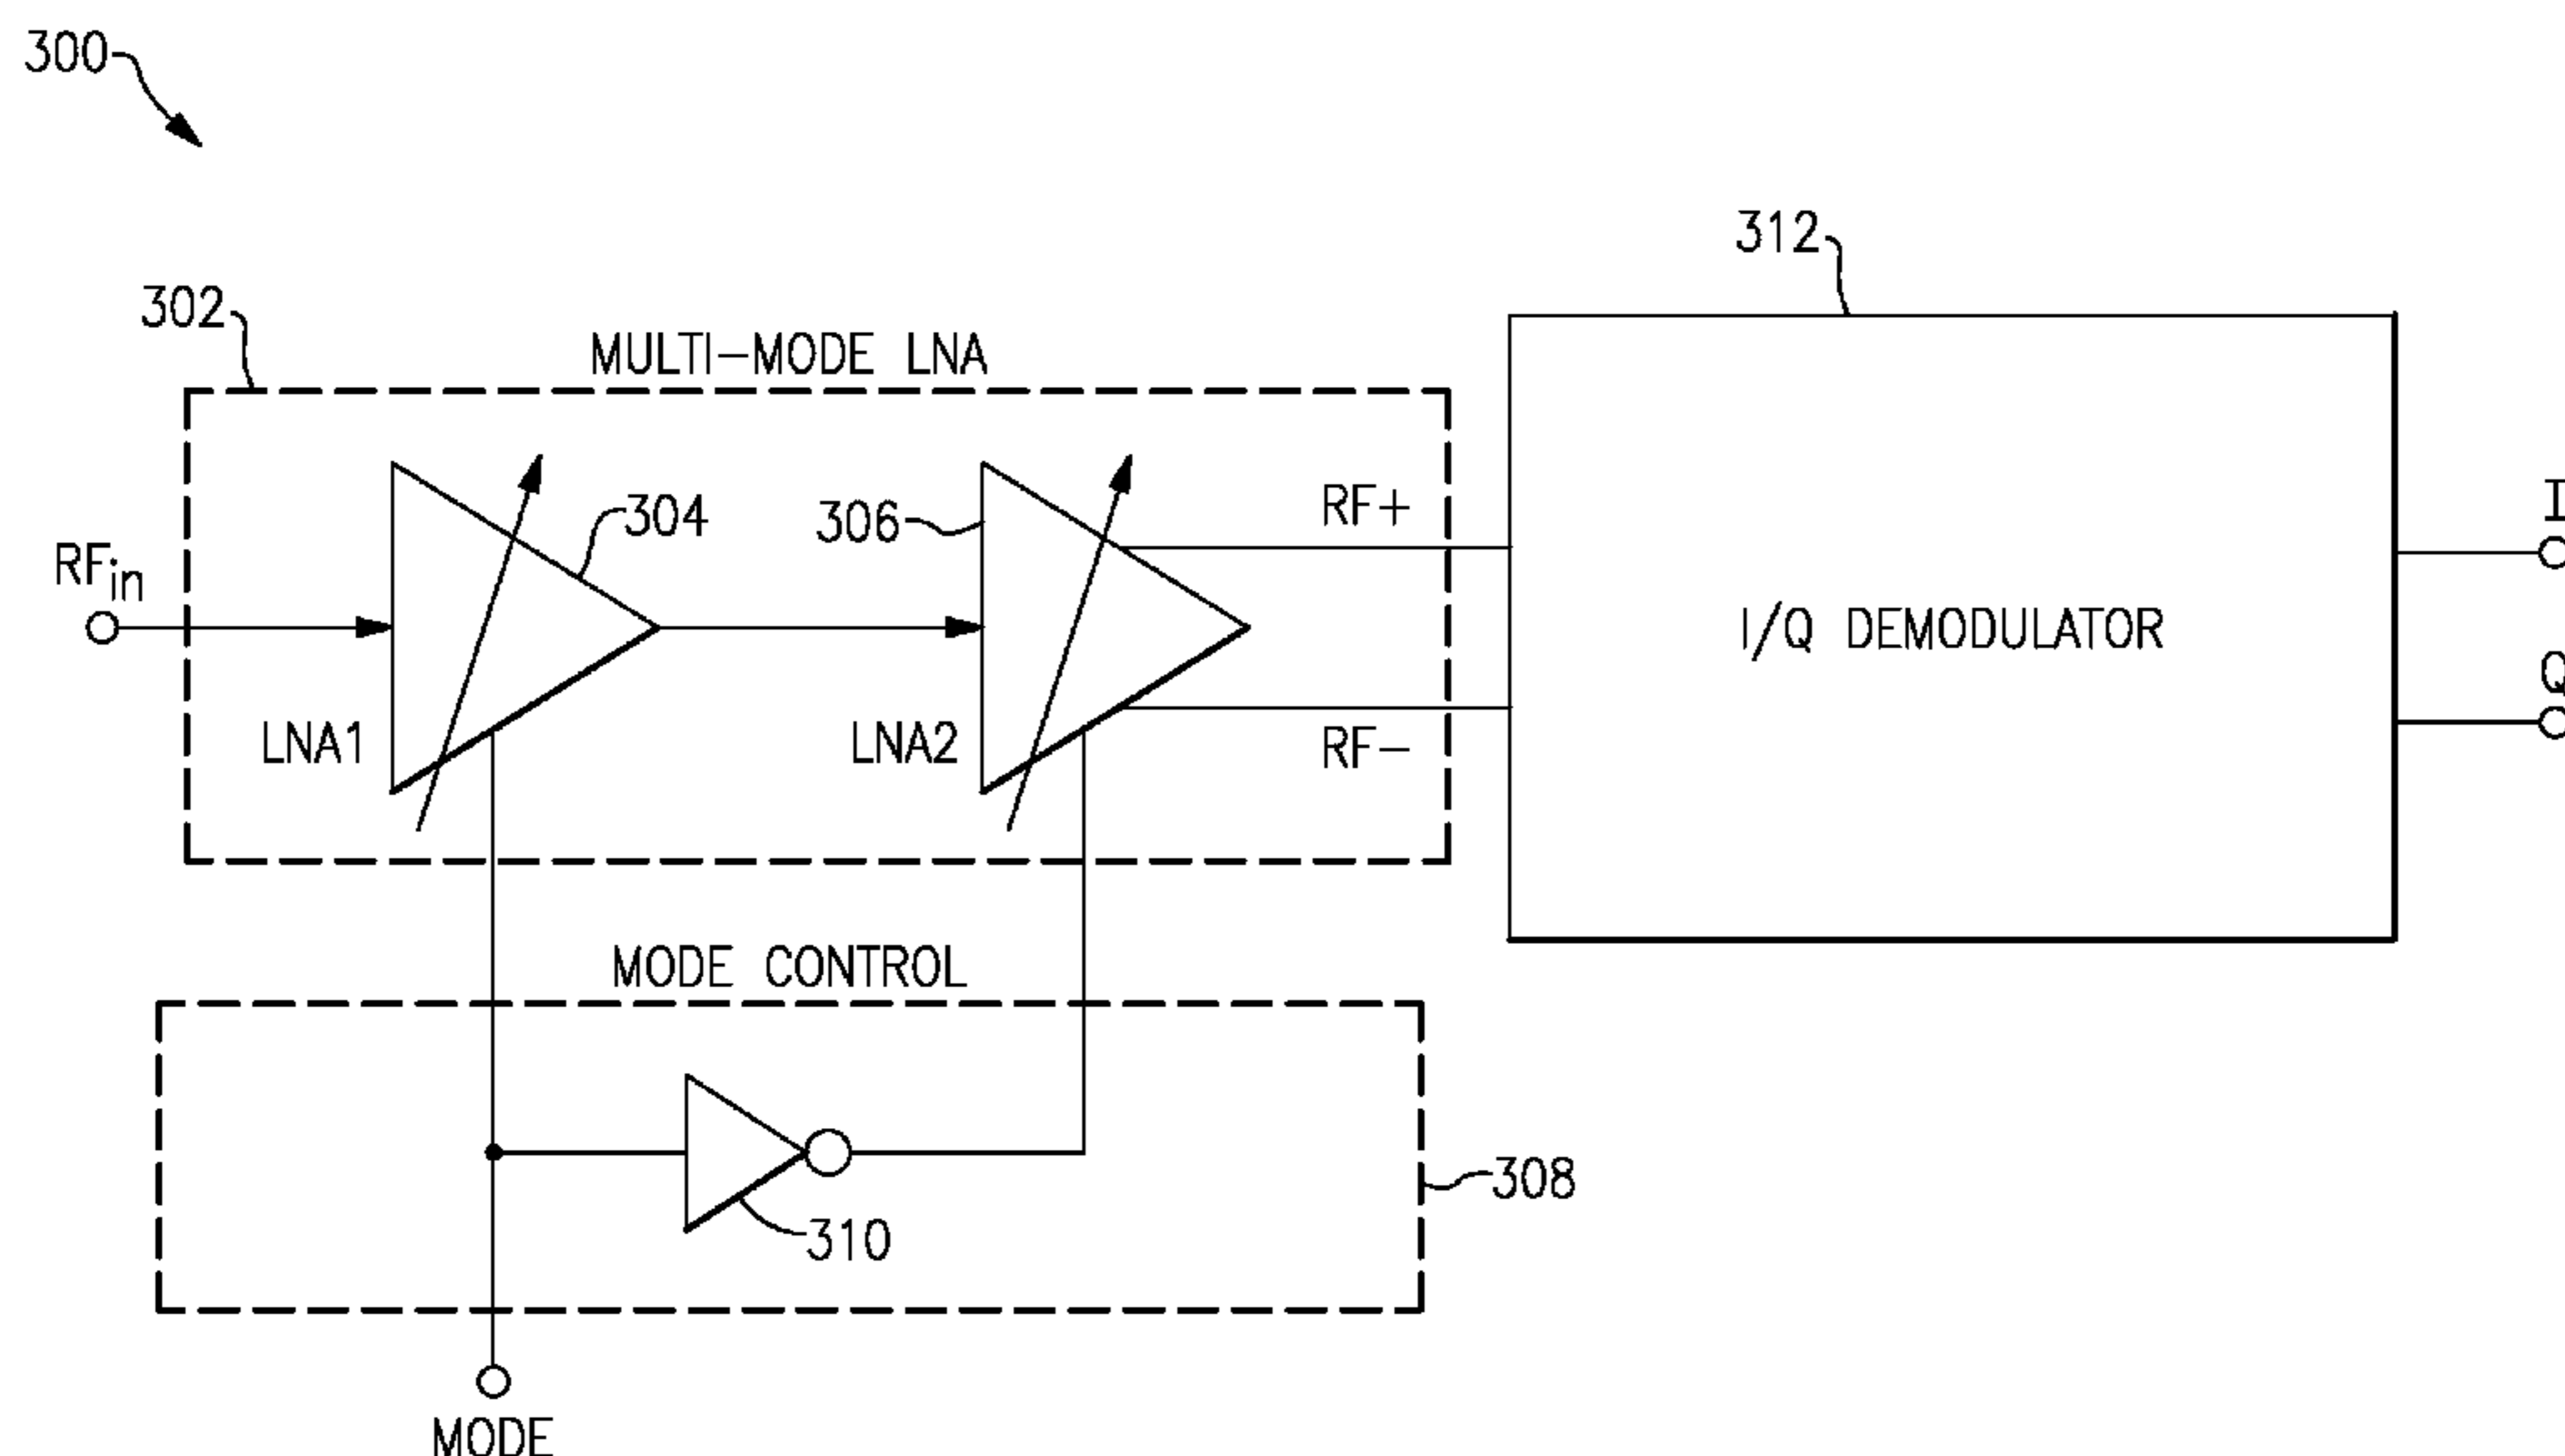 300
312
302
MULTI-MODE LNA
304
306
RF+
I
RFin
I/Q DEMODULATOR
Q
LNA1
LNA2
RF-
MODE CONTROL
308
310
MODE